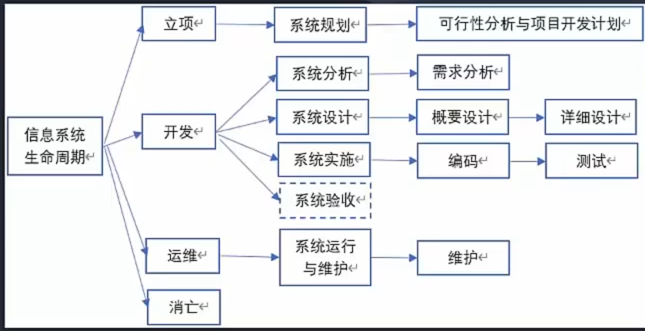 立项
系统规划
可行性分析与项目开发计划
系统分析
需求分析
信息系统
生命周期
开发
系统设计
概要设计
详细设计
系统实施
编码
测试
系统验收
运维
系统运行
与维护
维护
消亡